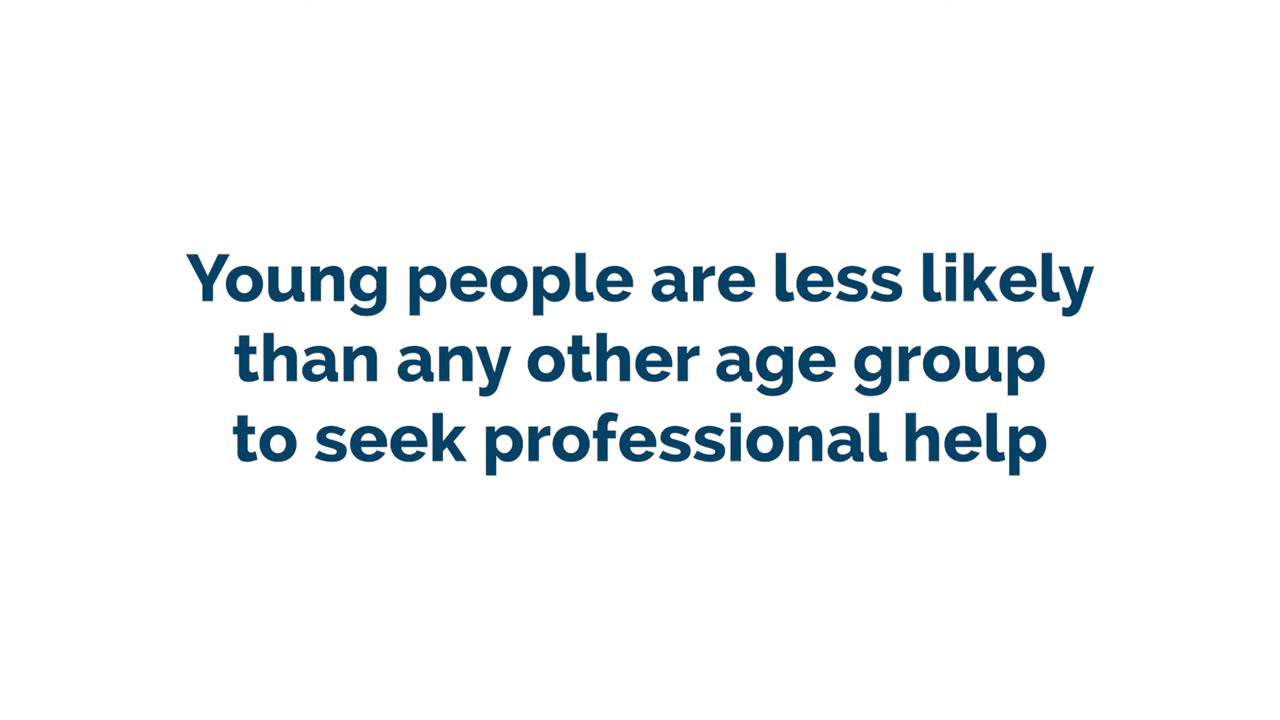 Young people are less likely
than any other age group
to seek professional help